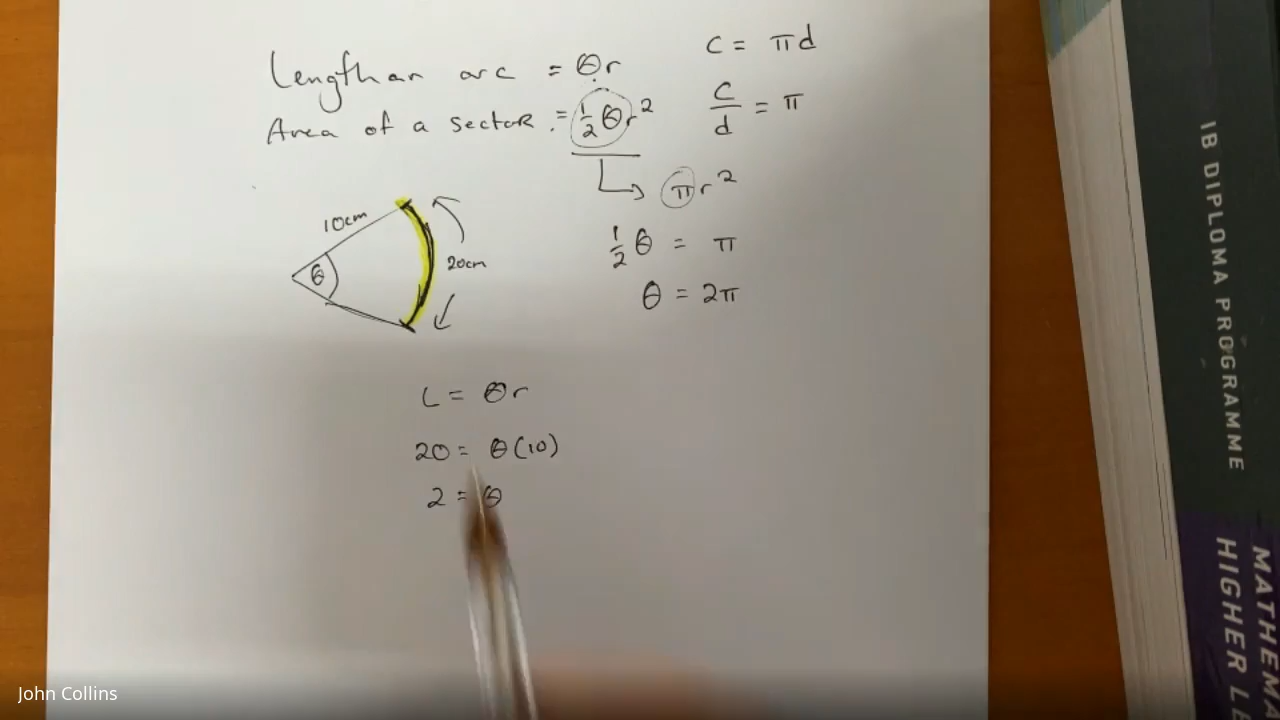 Length an arc = θr
Area of a sector. = ½θr²
C = πd
C/d = π
πr²
½θ = π
θ = 2π
10cm
θ
20cm
L = θr
20 = θ(10)
2 = θ
IB DIPLOMA PROGRAMME
MATHEMA
HIGHER LE
John Collins